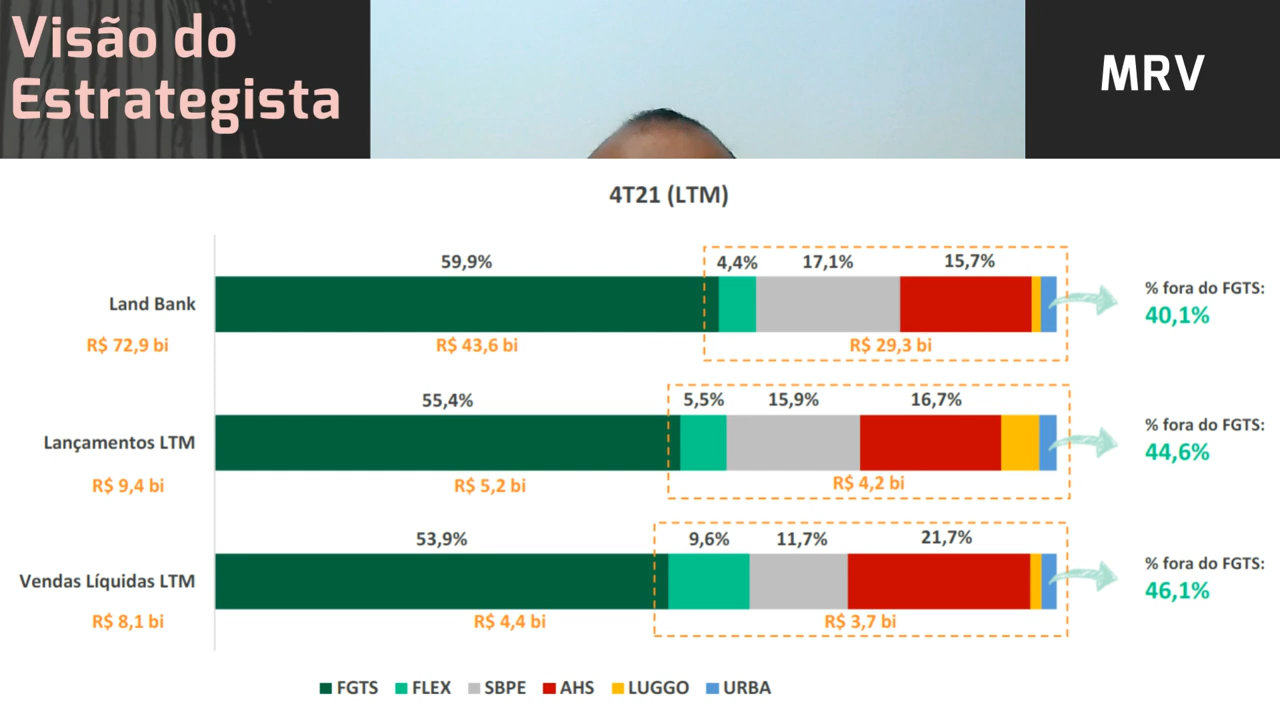 Visão do
Estrategista
MRV
4T21 (LTM)
59,9% 4,4% 17,1% 15,7%
Land Bank
% fora do FGTS:
40,1%
R$ 72,9 bi R$ 43,6 bi R$ 29,3 bi
55,4% 5,5% 15,9% 16,7%
Lançamentos LTM
% fora do FGTS:
44,6%
R$ 9,4 bi R$ 5,2 bi R$ 4,2 bi
53,9% 9,6% 11,7% 21,7%
Vendas Líquidas LTM
% fora do FGTS:
46,1%
R$ 8,1 bi R$ 4,4 bi R$ 3,7 bi
FGTS FLEX SBPE AHS LUGGO URBA